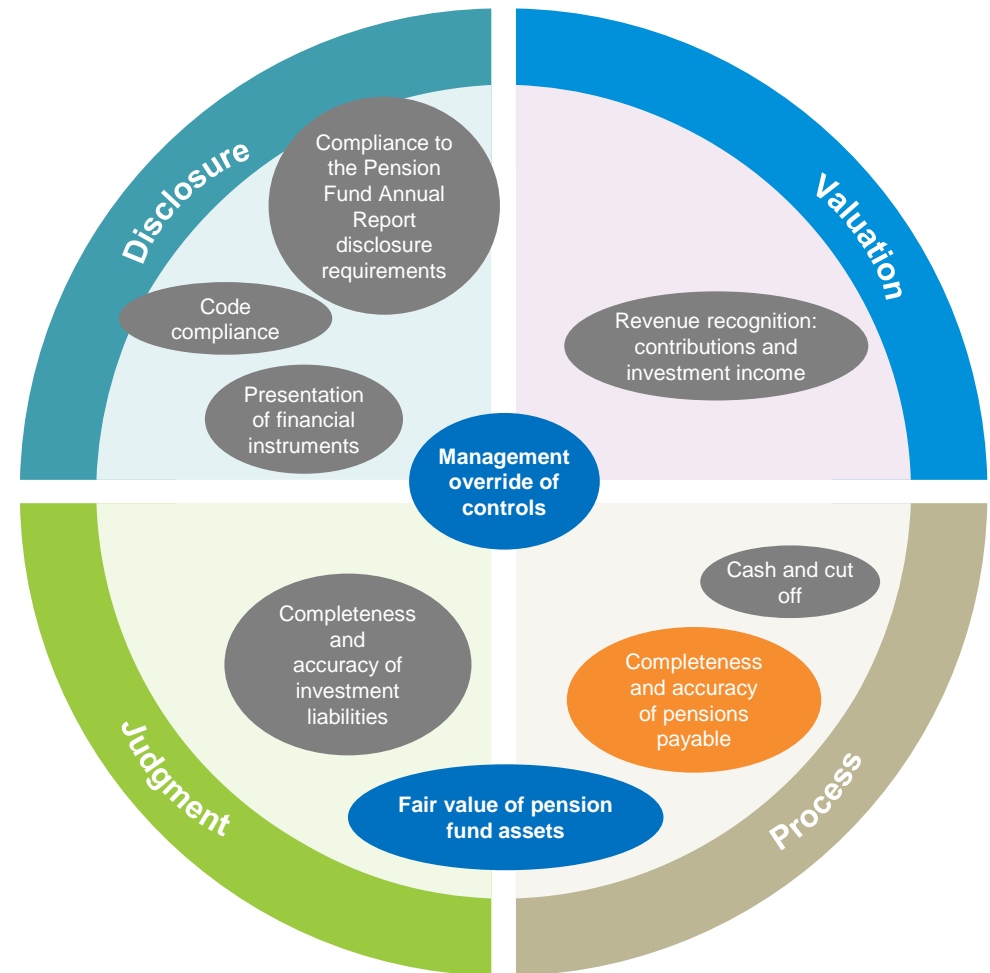 Disclosure
Compliance to
the Pension
Fund Annual
Report
disclosure
requirements
Code
compliance
Presentation
of financial
instruments
Valuation
Revenue recognition:
contributions and
investment income
Management
override of
controls
Judgment
Completeness
and
accuracy of
investment
liabilities
Fair value of pension
fund assets
Process
Cash and cut
off
Completeness
and accuracy
of pensions
payable